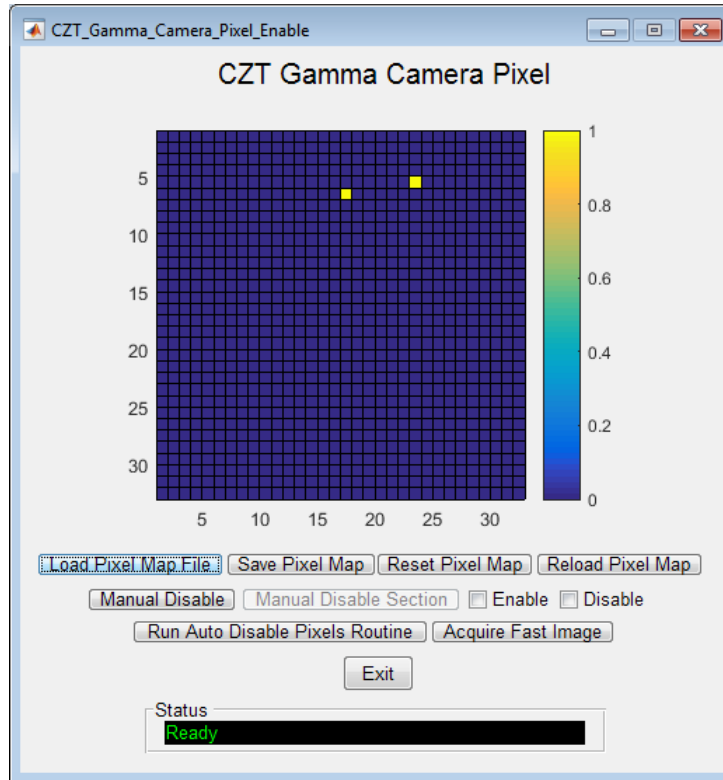 CZT_Gamma_Camera_Pixel_Enable
CZT Gamma Camera Pixel
5
10
15
20
25
30
5 10 15 20 25 30
1
0.8
0.6
0.4
0.2
0
Load Pixel Map File Save Pixel Map Reset Pixel Map Reload Pixel Map
Manual Disable Manual Disable Section Enable Disable
Run Auto Disable Pixels Routine Acquire Fast Image
Exit
Status
Ready